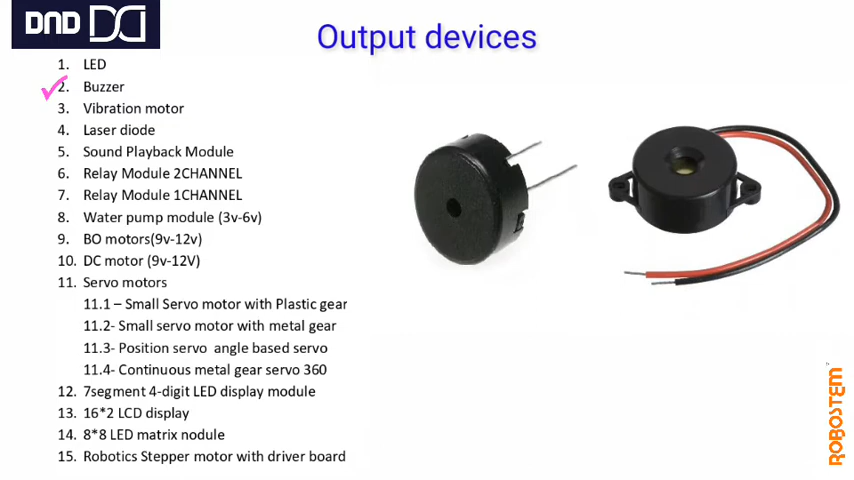 DND
Output devices
1. LED
2. Buzzer
3. Vibration motor
4. Laser diode
5. Sound Playback Module
6. Relay Module 2CHANNEL
7. Relay Module 1CHANNEL
8. Water pump module (3v-6v)
9. BO motors(9v-12v)
10. DC motor (9v-12V)
11. Servo motors
11.1 – Small Servo motor with Plastic gear
11.2- Small servo motor with metal gear
11.3- Position servo  angle based servo
11.4- Continuous metal gear servo 360
12. 7segment 4-digit LED display module
13. 16*2 LCD display
14. 8*8 LED matrix nodule
15. Robotics Stepper motor with driver board
ROBOSTEM